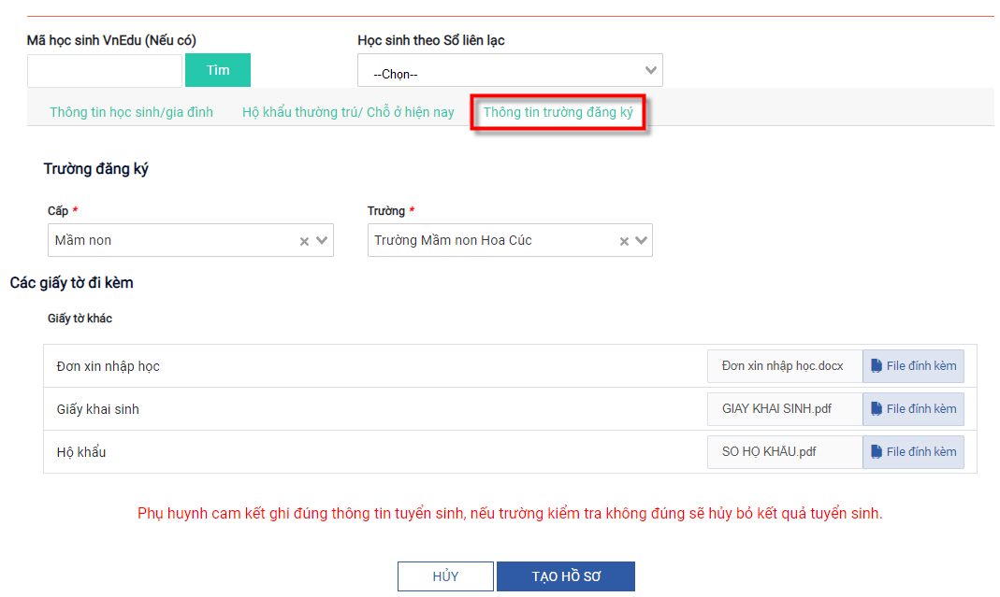 Mã học sinh VnEdu (Nếu có)
Học sinh theo Sổ liên lạc
Tìm
--Chọn--
Thông tin học sinh/gia đình
Hộ khẩu thường trú/ Chỗ ở hiện nay
Thông tin trường đăng ký
Trường đăng ký
Cấp *
Trường *
Mầm non
Trường Mầm non Hoa Cúc
Các giấy tờ đi kèm
Giấy tờ khác
Đơn xin nhập học
Đơn xin nhập học.docx
File đính kèm
Giấy khai sinh
GIAY KHAI SINH.pdf
File đính kèm
Hộ khẩu
SO HỌ KHẨU.pdf
File đính kèm
Phụ huynh cam kết ghi đúng thông tin tuyển sinh, nếu trường kiểm tra không đúng sẽ hủy bỏ kết quả tuyển sinh.
HỦY
TẠO HỒ SƠ